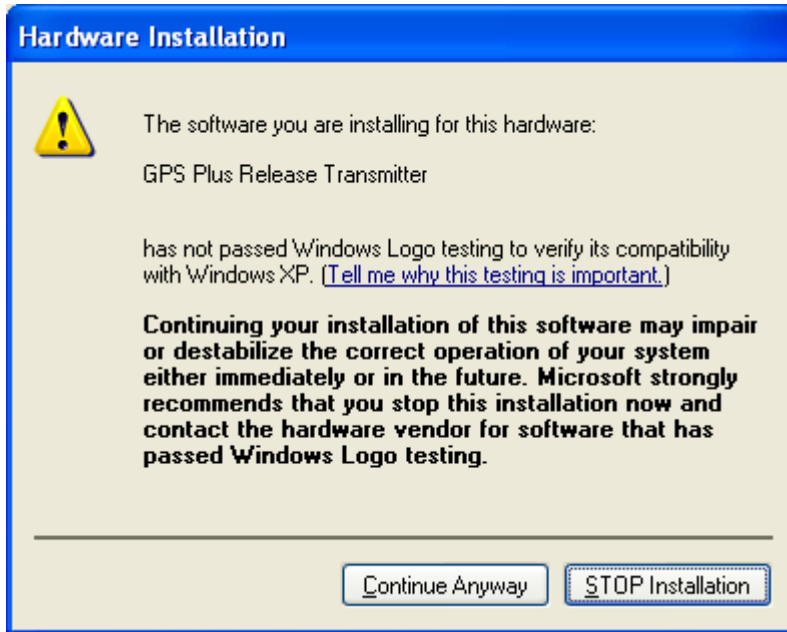 Hardware Installation
The software you are installing for this hardware:
GPS Plus Release Transmitter
has not passed Windows Logo testing to verify its compatibility
with Windows XP. (Tell me why this testing is important.)
Continuing your installation of this software may impair
or destabilize the correct operation of your system
either immediately or in the future. Microsoft strongly
recommends that you stop this installation now and
contact the hardware vendor for software that has
passed Windows Logo testing.
Continue Anyway
STOP Installation